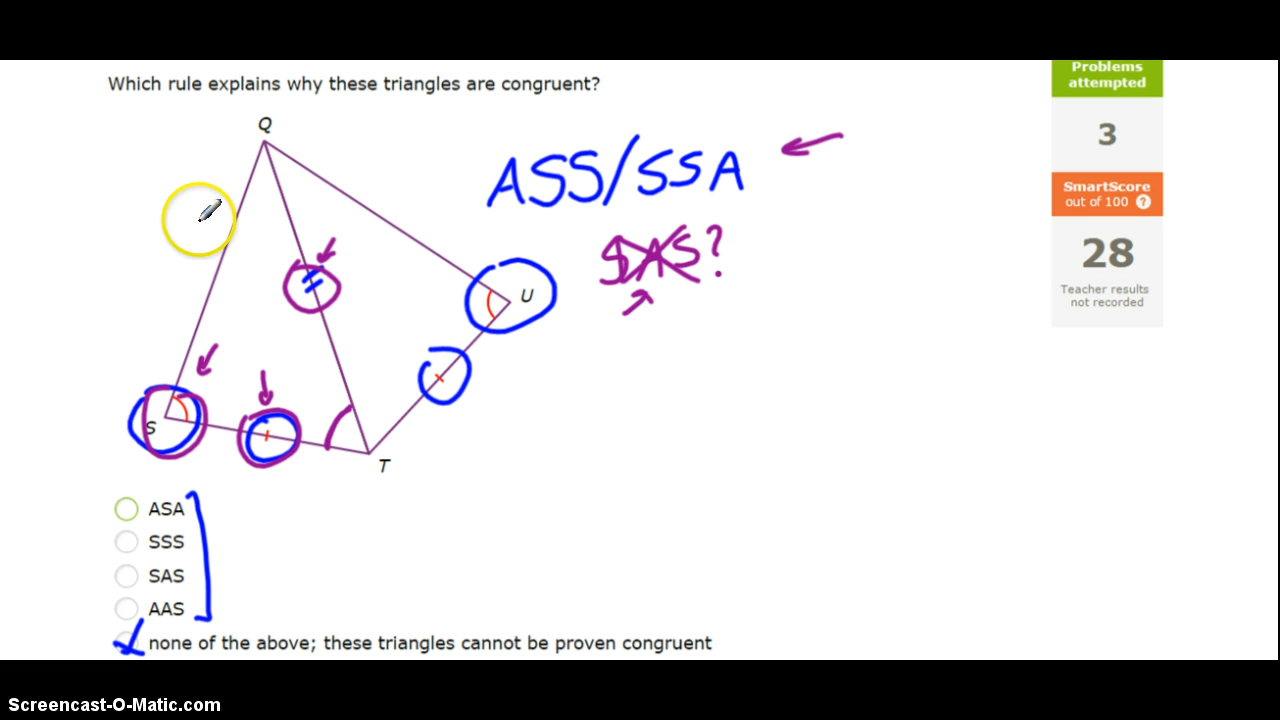 Which rule explains why these triangles are congruent?
Problems
attempted
3
SmartScore
out of 100 ?
28
Teacher results
not recorded
Q
ASS/SSA
SAS?
U
S
T
ASA
SSS
SAS
AAS
none of the above; these triangles cannot be proven congruent
Screencast-O-Matic.com